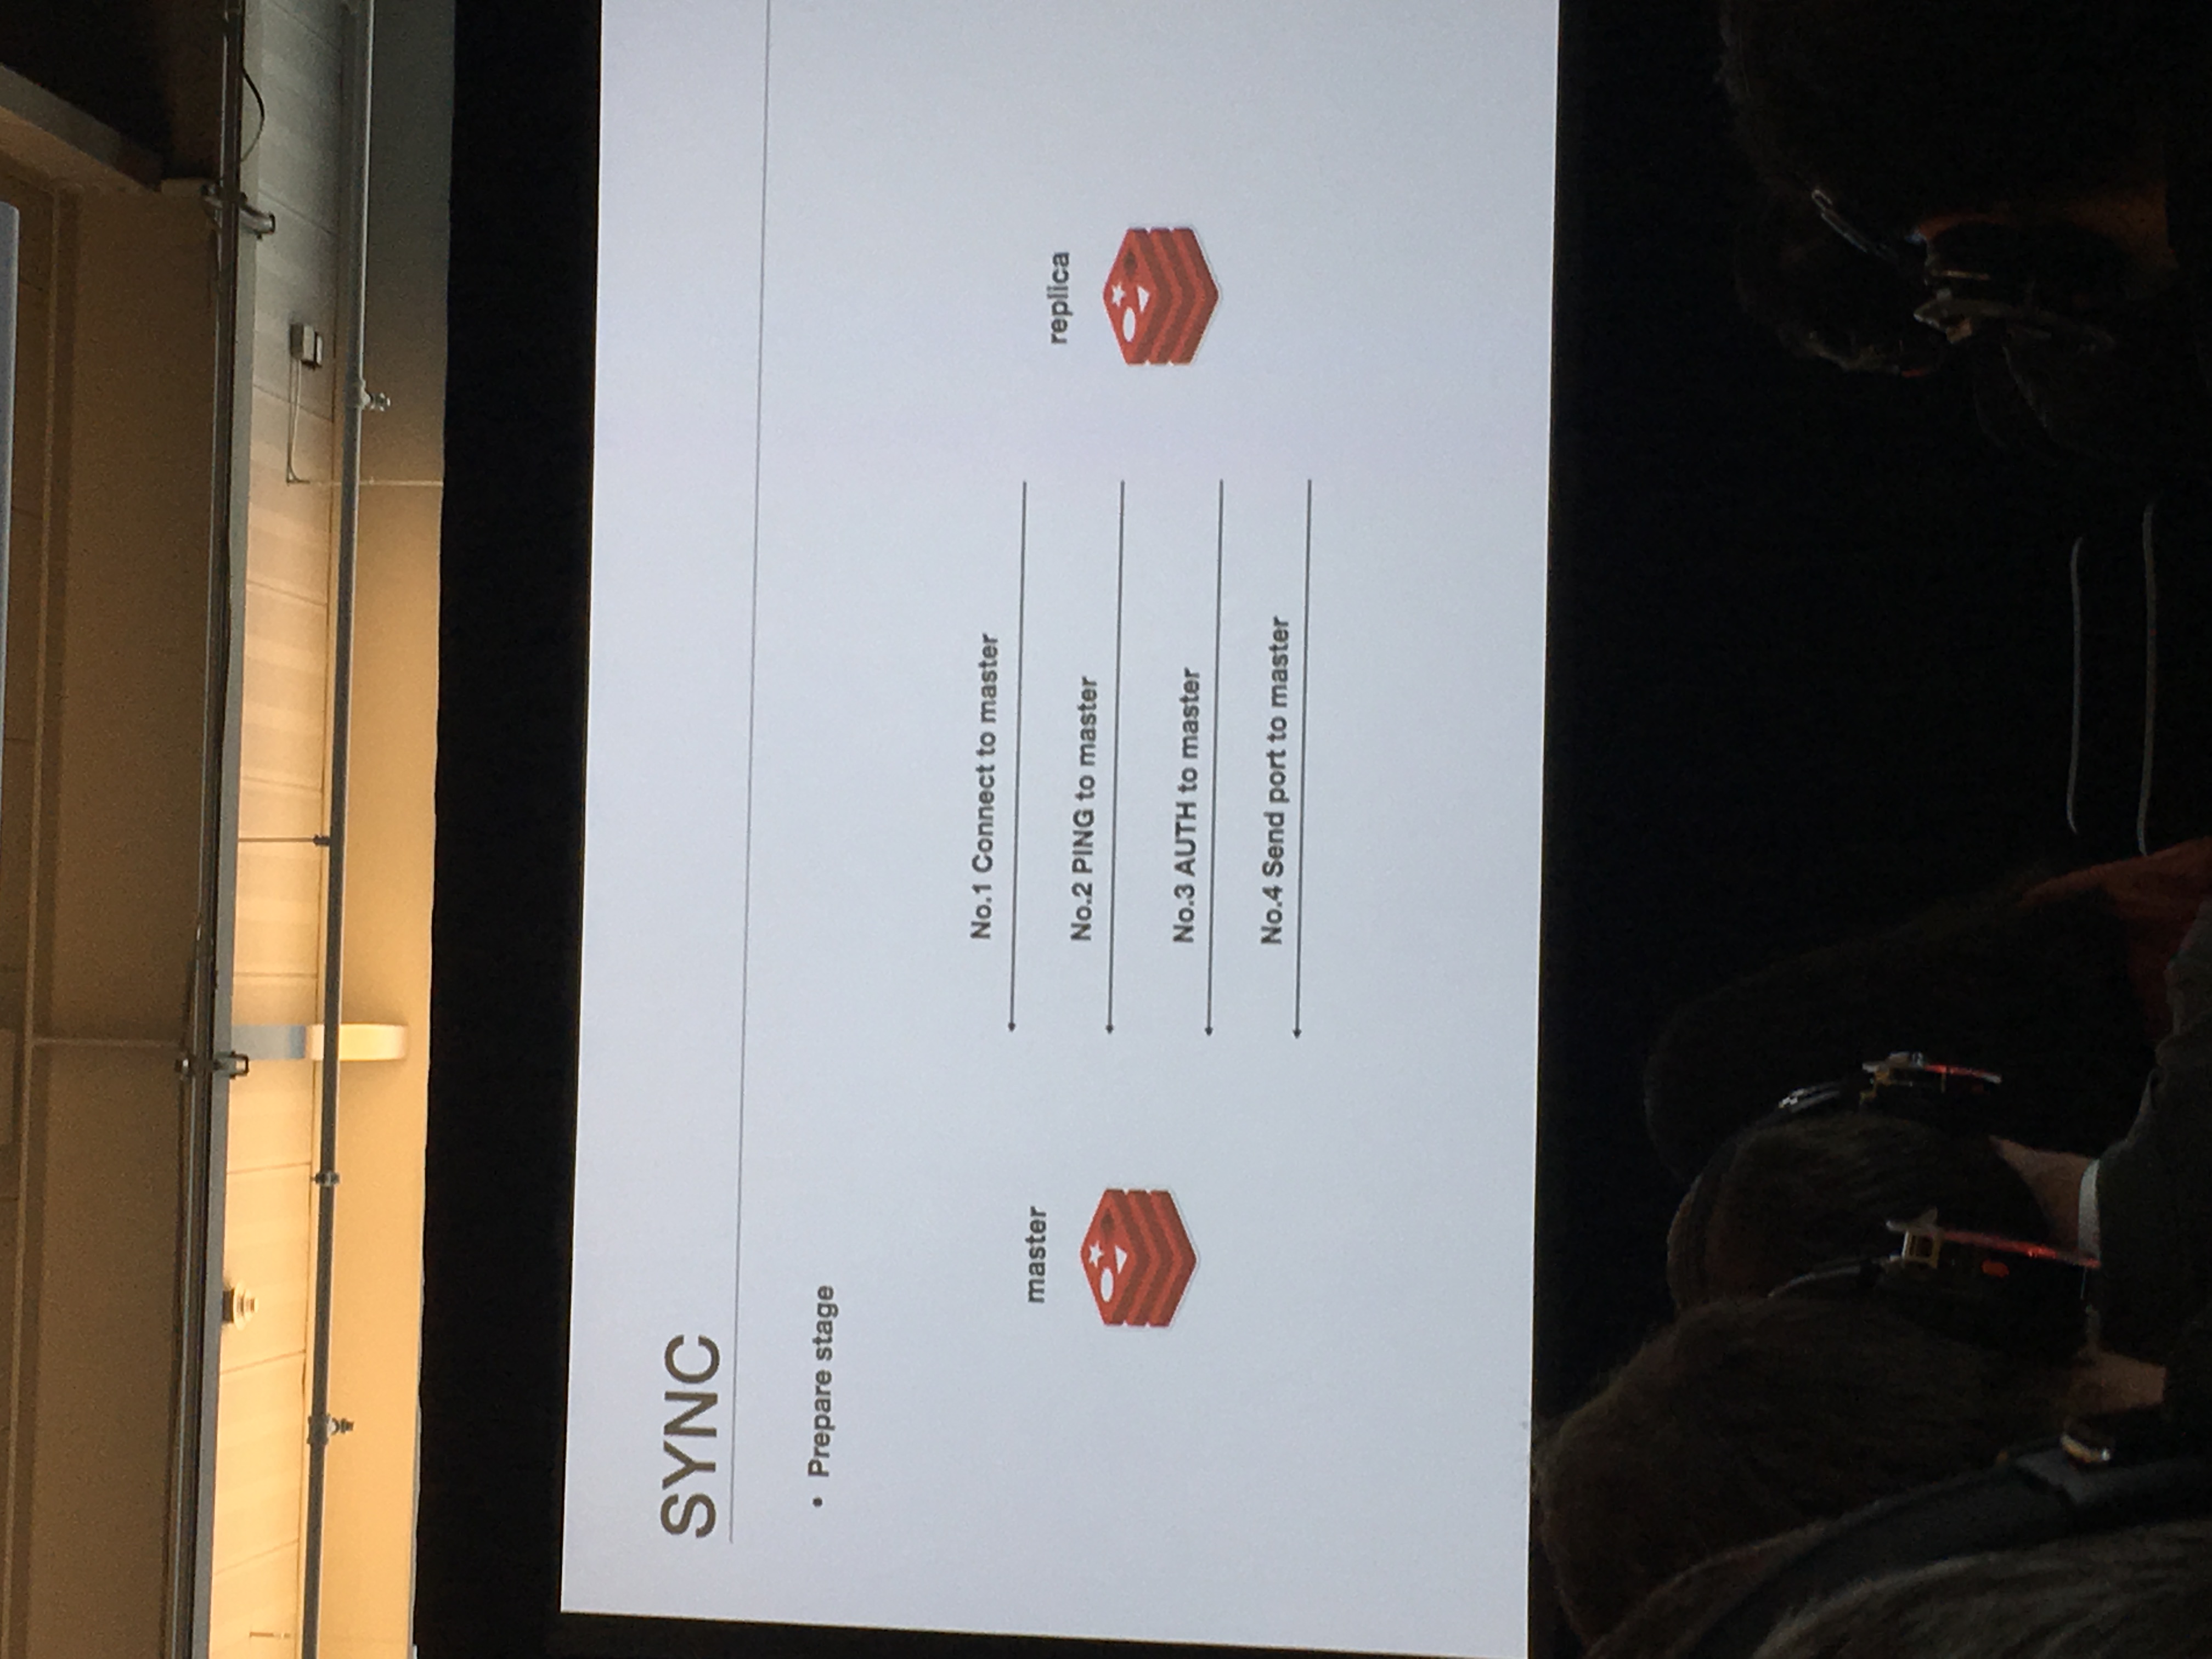 SYNC
• Prepare stage
No.1 Connect to master
master
replica
No.2 PING to master
No.3 AUTH to master
No.4 Send port to master